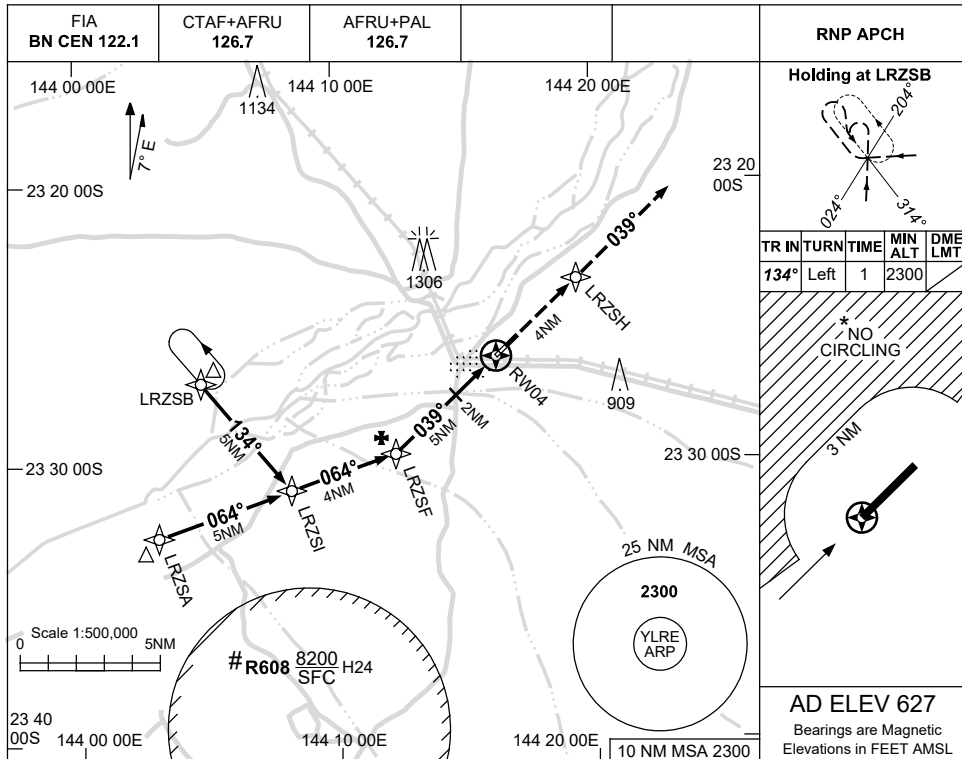 FIA
BN CEN 122.1
CTAF+AFRU
126.7
AFRU+PAL
126.7
RNP APCH
144 00 00E
144 10 00E
144 20 00E
1134
7° E
23 20 00S
23 20
00S
1306
039°
LRZSH
4NM
RW04
909
LRZSB
134°
5NM
039°
5NM
2NM
23 30 00S
23 30 00S
064°
4NM
LRZSF
064°
5NM
LRZSI
LRZSA
Scale 1:500,000
0
5NM
# R608 8200
SFC
H24
25 NM MSA
2300
YLRE
ARP
23 40
00S
144 00 00E
144 10 00E
144 20 00E
10 NM MSA 2300
Holding at LRZSB
204°
024°
314°
TR IN TURN TIME MIN ALT DME LMT
134° Left 1 2300
*NO
CIRCLING
3 NM
AD ELEV 627
Bearings are Magnetic
Elevations in FEET AMSL